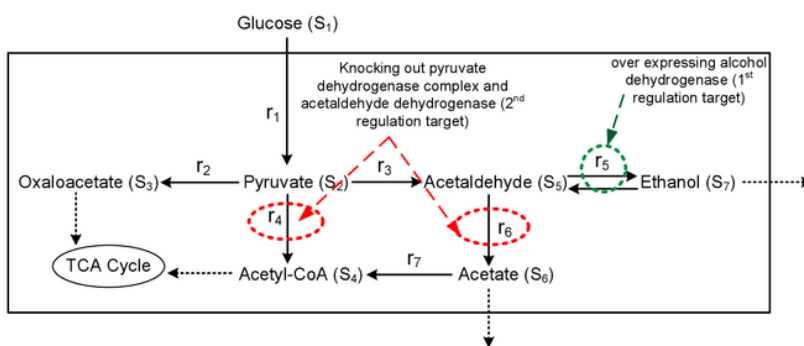 Glucose (S1)
Knocking out pyruvate
dehydrogenase complex and
acetaldehyde dehydrogenase (2nd
regulation target)
over expressing alcohol
dehydrogenase (1st
regulation target)
r1
Oxaloacetate (S3)
r2
Pyruvate (S2)
r3
Acetaldehyde (S5)
r5
Ethanol (S7)
r4
r6
TCA Cycle
Acetyl-CoA (S4)
r7
Acetate (S6)